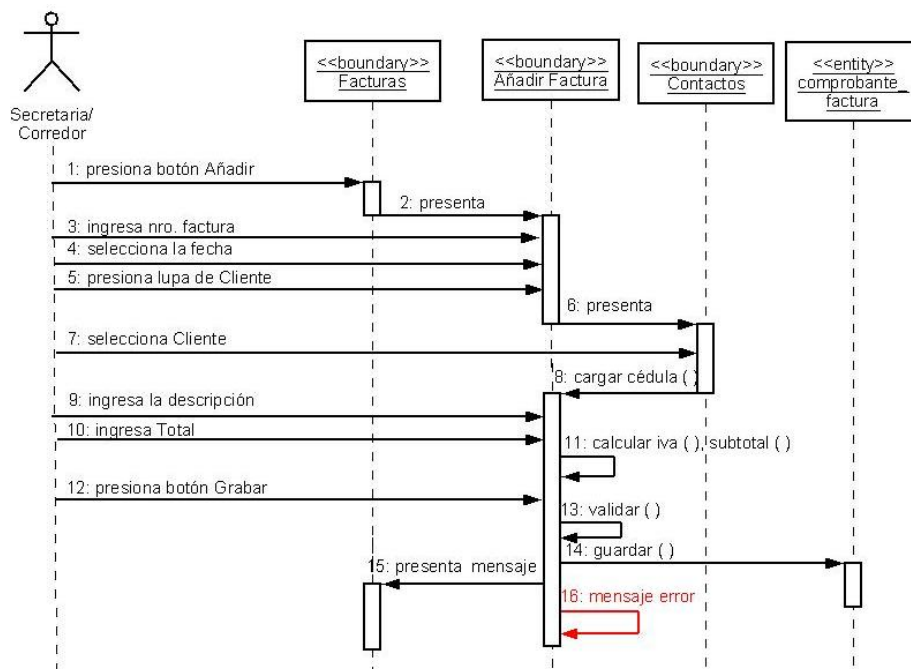 Secretaria/
Corredor
<<boundary>>
Facturas
<<boundary>>
Añadir Factura
<<boundary>>
Contactos
<<entity>>
comprobante_
factura
1: presiona botón Añadir
2: presenta
3: ingresa nro. factura
4: selecciona la fecha
5: presiona lupa de Cliente
6: presenta
7: selecciona Cliente
8: cargar cédula ( )
9: ingresa la descripción
10: ingresa Total
11: calcular iva ( ), subtotal ( )
12: presiona botón Grabar
13: validar ( )
14: guardar ( )
15: presenta mensaje
16: mensaje error